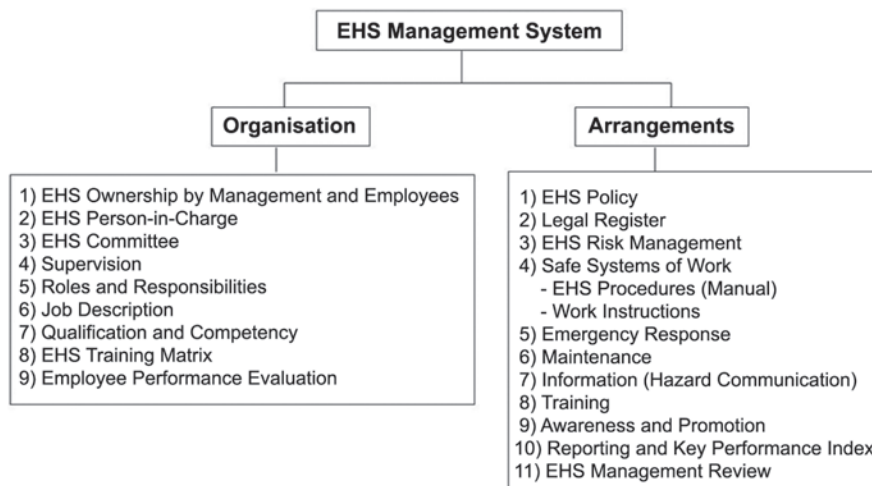 EHS Management System
Organisation
1) EHS Ownership by Management and Employees
2) EHS Person-in-Charge
3) EHS Committee
4) Supervision
5) Roles and Responsibilities
6) Job Description
7) Qualification and Competency
8) EHS Training Matrix
9) Employee Performance Evaluation
Arrangements
1) EHS Policy
2) Legal Register
3) EHS Risk Management
4) Safe Systems of Work
- EHS Procedures (Manual)
- Work Instructions
5) Emergency Response
6) Maintenance
7) Information (Hazard Communication)
8) Training
9) Awareness and Promotion
10) Reporting and Key Performance Index
11) EHS Management Review